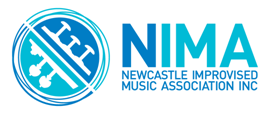 NIMA
NEWCASTLE IMPROVISED
MUSIC ASSOCIATION INC